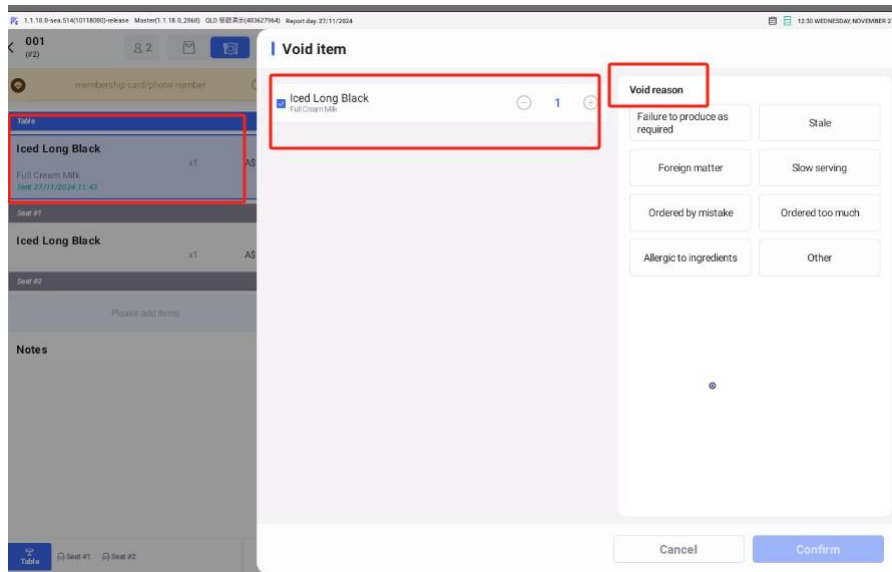 1.1.18.0-sea.514(10118080)-release Master(1.1.18.0_2868) QLD 智慧演示(403627964) Report day:27/11/2024
12:30 WEDNESDAY, NOVEMBER 2
001
(#2)
2
membership card/phone number
Table
Iced Long Black
x1
A$
Full Cream Milk
Sent 27/11/2024 11:43
Seat #1
Iced Long Black
x1
A$
Seat #2
Please add items
Notes
Table
Seat #1
Seat #2
Void item
Iced Long Black
Full Cream Milk
1
Void reason
Failure to produce as
required
Stale
Foreign matter
Slow serving
Ordered by mistake
Ordered too much
Allergic to ingredients
Other
Cancel
Confirm